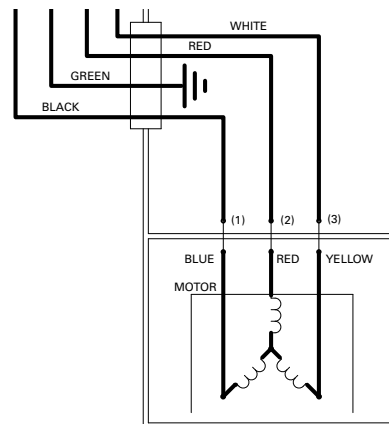 WHITE
RED
GREEN
BLACK
(1) (2) (3)
BLUE RED YELLOW
MOTOR